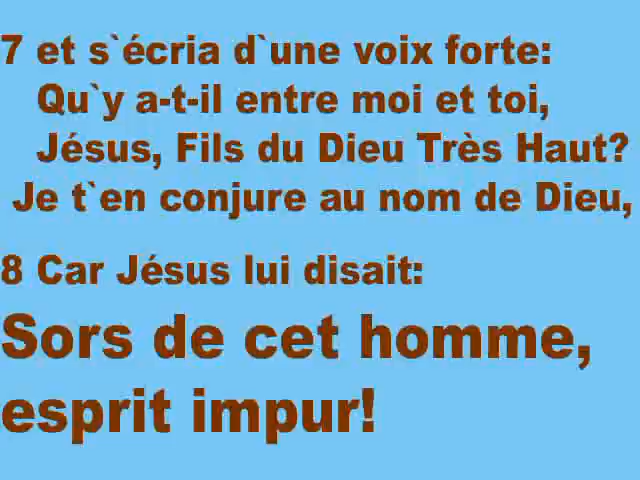 7 et s`écria d`une voix forte:
Qu`y a-t-il entre moi et toi,
Jésus, Fils du Dieu Très Haut?
Je t`en conjure au nom de Dieu,
8 Car Jésus lui disait:
Sors de cet homme,
esprit impur!